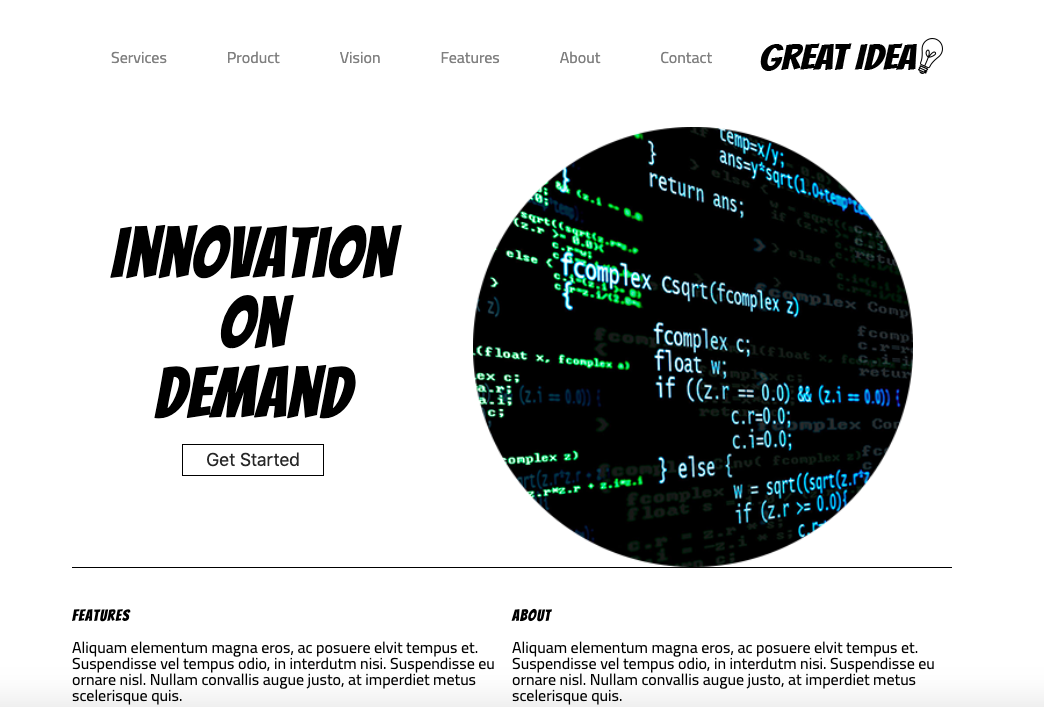 Services Product Vision Features About Contact GREAT IDEA
INNOVATION
ON
DEMAND
Get Started
temp=x/y;
}
return ans;
else <
fcomplex Csqrt(fcomplex z)
{
(float x, fcomplex a)
fcomplex c;
float w;
if ((z.r == 0.0) && (z.i == 0.0)) {
c.r=0.0;
c.i=0.0;
} else {
w = sqrt((sqrt(z.r*z
if (z.r >= 0.0){
FEATURES
Aliquam elementum magna eros, ac posuere elvit tempus et.
Suspendisse vel tempus odio, in interdutm nisi. Suspendisse eu
ornare nisl. Nullam convallis augue justo, at imperdiet metus
scelerisque quis.
ABOUT
Aliquam elementum magna eros, ac posuere elvit tempus et.
Suspendisse vel tempus odio, in interdutm nisi. Suspendisse eu
ornare nisl. Nullam convallis augue justo, at imperdiet metus
scelerisque quis.